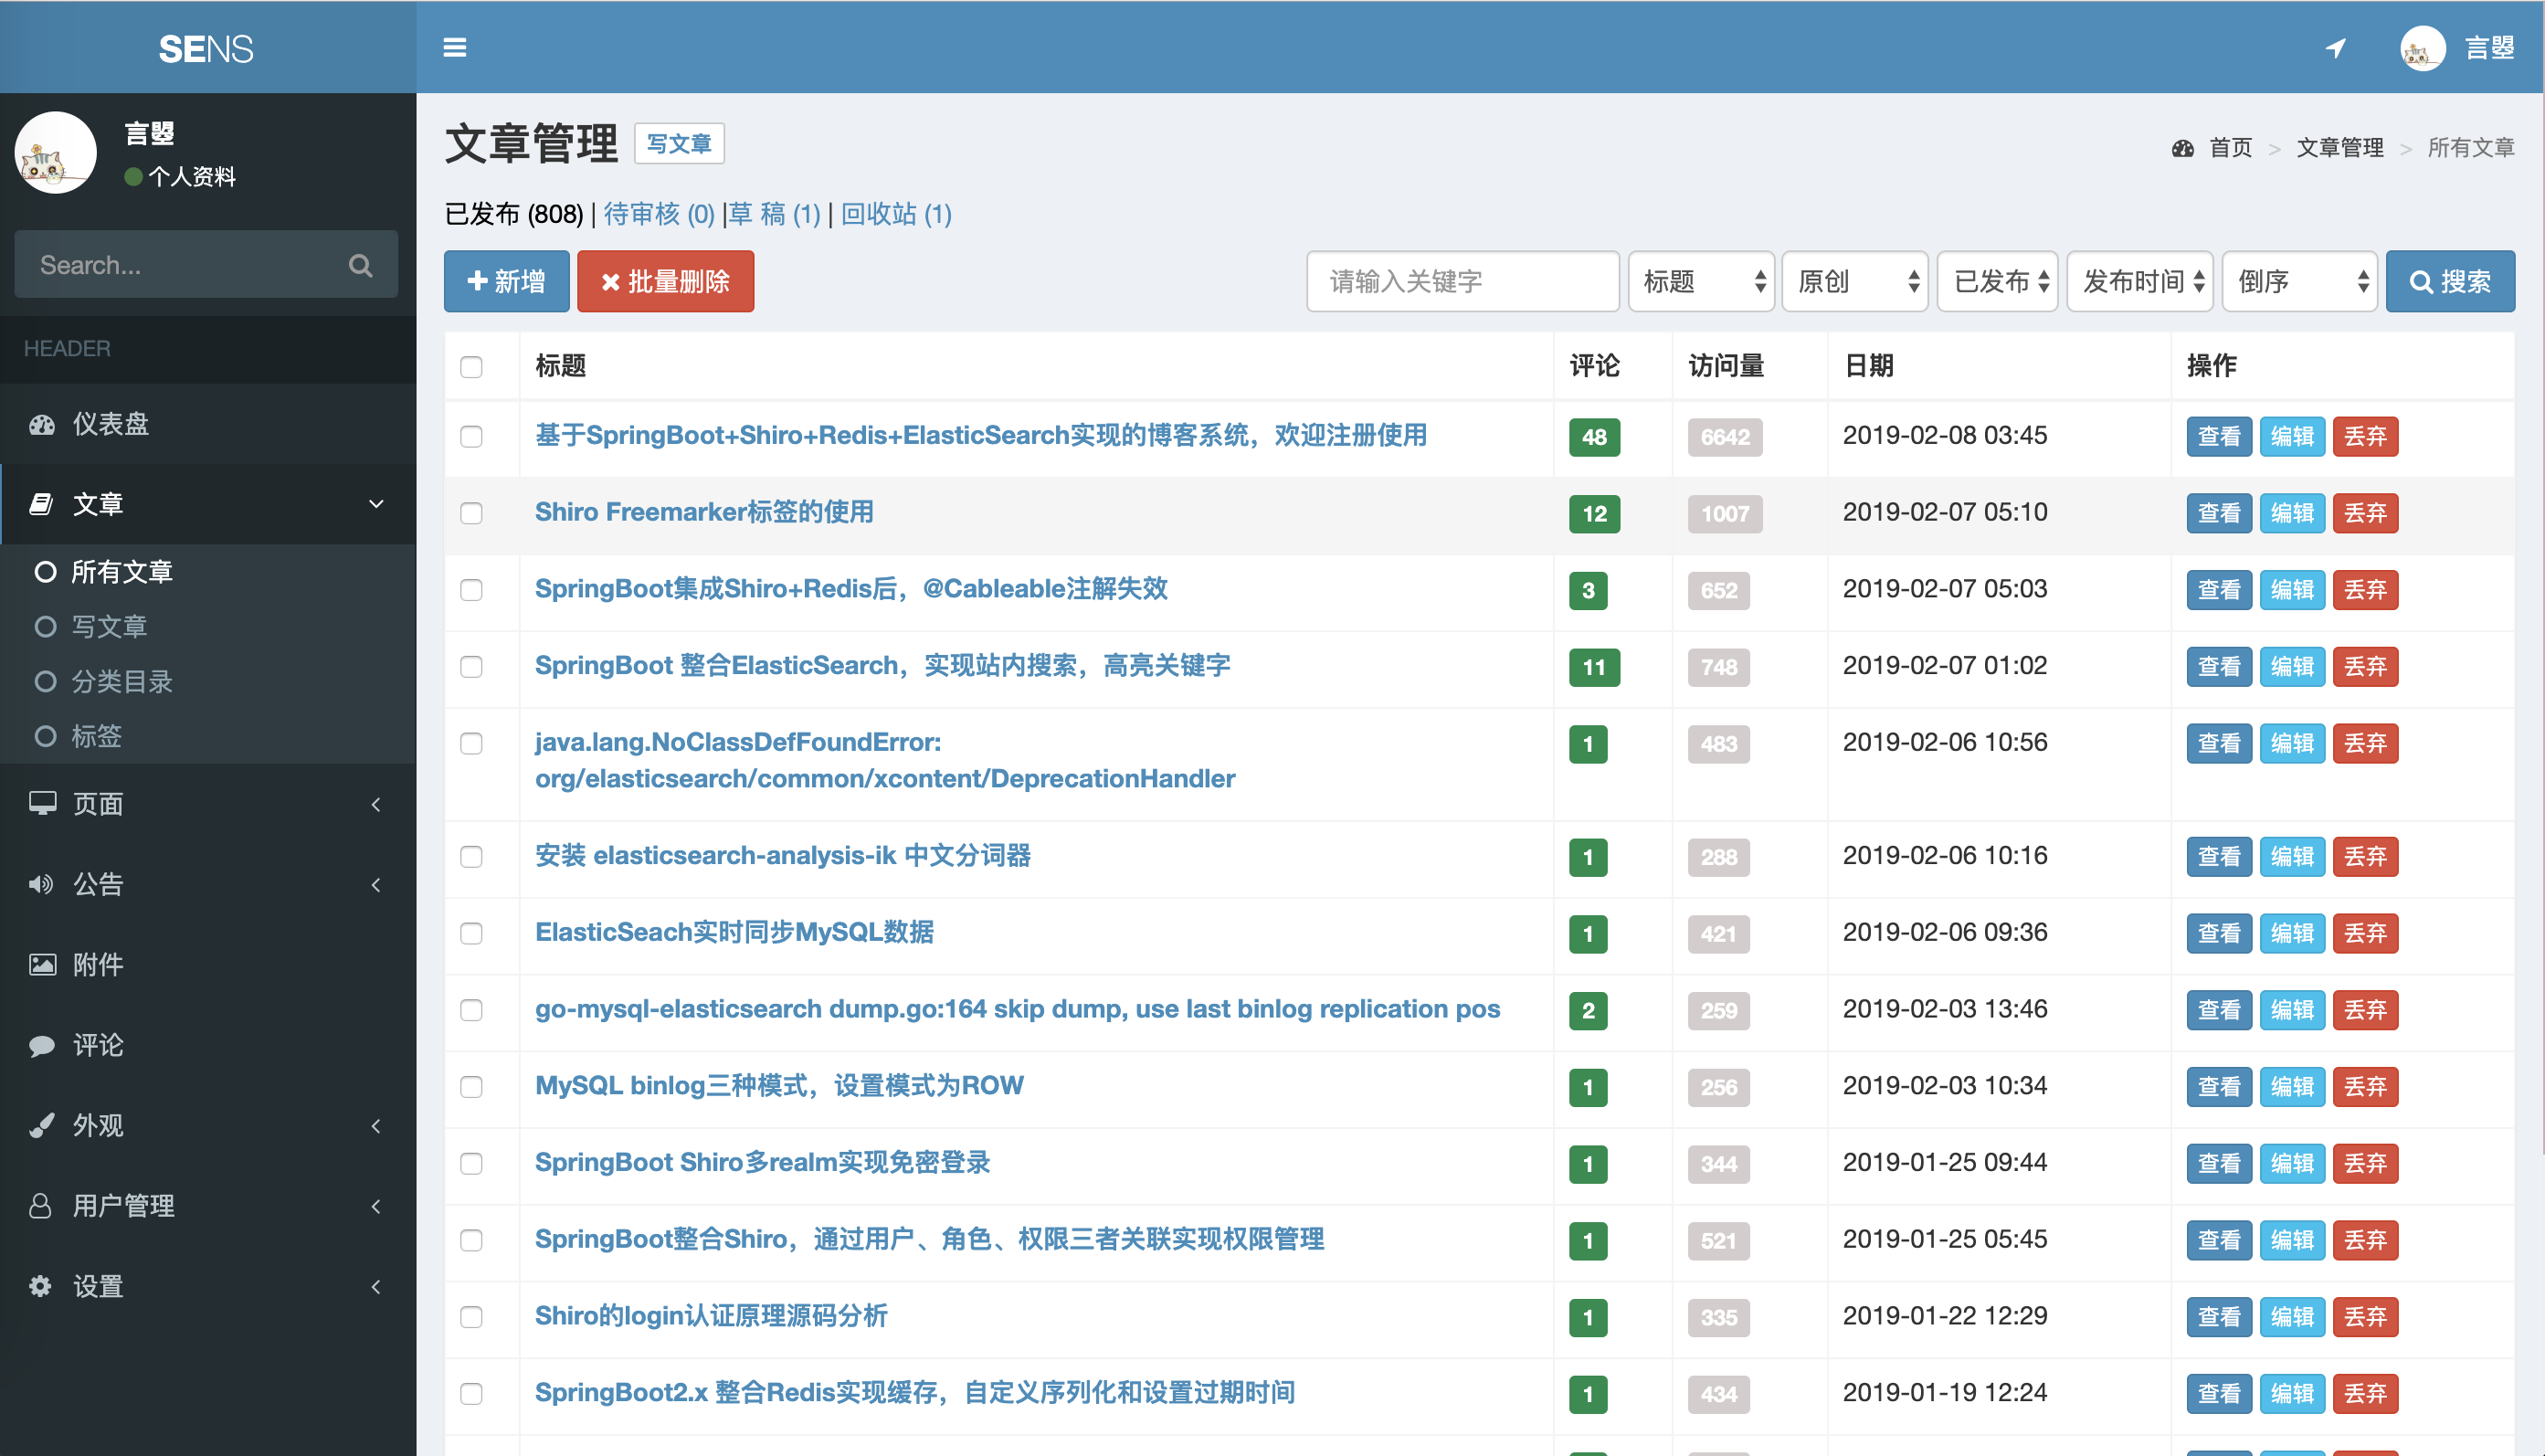 SENS
言曌
言曌
个人资料
Search...
HEADER
仪表盘
文章
所有文章
写文章
分类目录
标签
页面
公告
附件
评论
外观
用户管理
设置
文章管理 写文章
首页 > 文章管理 > 所有文章
已发布 (808) | 待审核 (0) |草 稿 (1) | 回收站 (1)
新增 批量删除 请输入关键字 标题 原创 已发布 发布时间 倒序 搜索
标题 评论 访问量 日期 操作
基于SpringBoot+Shiro+Redis+ElasticSearch实现的博客系统，欢迎注册使用 48 6642 2019-02-08 03:45 查看 编辑 丢弃
Shiro Freemarker标签的使用 12 1007 2019-02-07 05:10 查看 编辑 丢弃
SpringBoot集成Shiro+Redis后，@Cableable注解失效 3 652 2019-02-07 05:03 查看 编辑 丢弃
SpringBoot 整合ElasticSearch，实现站内搜索，高亮关键字 11 748 2019-02-07 01:02 查看 编辑 丢弃
java.lang.NoClassDefFoundError: 1 483 2019-02-06 10:56 查看 编辑 丢弃
org/elasticsearch/common/xcontent/DeprecationHandler
安装 elasticsearch-analysis-ik 中文分词器 1 288 2019-02-06 10:16 查看 编辑 丢弃
ElasticSeach实时同步MySQL数据 1 421 2019-02-06 09:36 查看 编辑 丢弃
go-mysql-elasticsearch dump.go:164 skip dump, use last binlog replication pos 2 259 2019-02-03 13:46 查看 编辑 丢弃
MySQL binlog三种模式，设置模式为ROW 1 256 2019-02-03 10:34 查看 编辑 丢弃
SpringBoot Shiro多realm实现免密登录 1 344 2019-01-25 09:44 查看 编辑 丢弃
SpringBoot整合Shiro，通过用户、角色、权限三者关联实现权限管理 1 521 2019-01-25 05:45 查看 编辑 丢弃
Shiro的login认证原理源码分析 1 335 2019-01-22 12:29 查看 编辑 丢弃
SpringBoot2.x 整合Redis实现缓存，自定义序列化和设置过期时间 1 434 2019-01-19 12:24 查看 编辑 丢弃